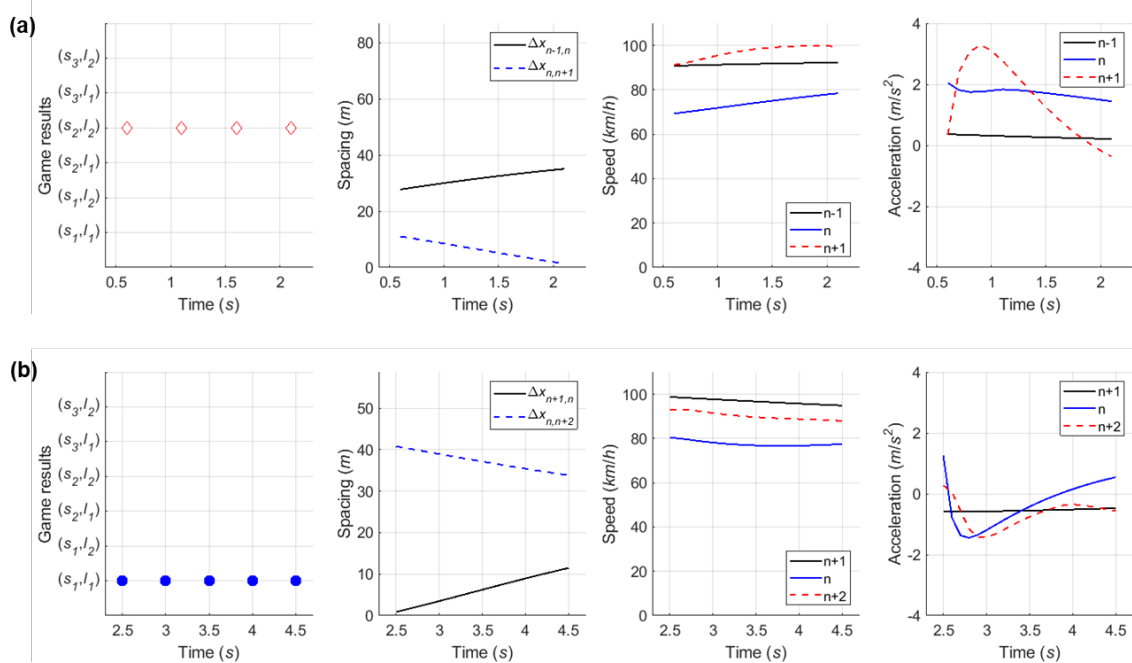 (a)
Game results
(s3,l2)
(s3,l1)
(s2,l2)
(s2,l1)
(s1,l2)
(s1,l1)
0.5 1 1.5 2
Time (s)
Spacing (m)
80
60
40
20
0
Δxn-1,n
Δxn,n+1
0.5 1 1.5 2
Time (s)
Speed (km/h)
100
80
60
40
20
0
n-1
n
n+1
0.5 1 1.5 2
Time (s)
Acceleration (m/s²)
4
2
0
-2
-4
n-1
n
n+1
0.5 1 1.5 2
Time (s)
(b)
Game results
(s3,l2)
(s3,l1)
(s2,l2)
(s2,l1)
(s1,l2)
(s1,l1)
2.5 3 3.5 4 4.5
Time (s)
Spacing (m)
50
40
30
20
10
0
Δxn+1,n
Δxn,n+2
2.5 3 3.5 4 4.5
Time (s)
Speed (km/h)
100
80
60
40
20
0
n+1
n
n+2
2.5 3 3.5 4 4.5
Time (s)
Acceleration (m/s²)
4
2
0
-2
-4
n+1
n
n+2
2.5 3 3.5 4 4.5
Time (s)